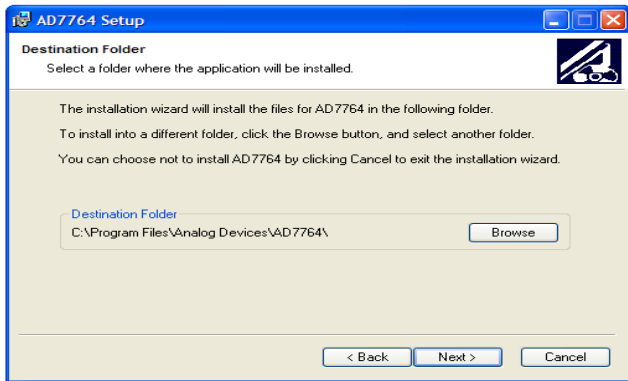 AD7764 Setup
Destination Folder
Select a folder where the application will be installed.
The installation wizard will install the files for AD7764 in the following folder.
To install into a different folder, click the Browse button, and select another folder.
You can choose not to install AD7764 by clicking Cancel to exit the installation wizard.
Destination Folder
C:\Program Files\Analog Devices\AD7764\
Browse
< Back
Next >
Cancel